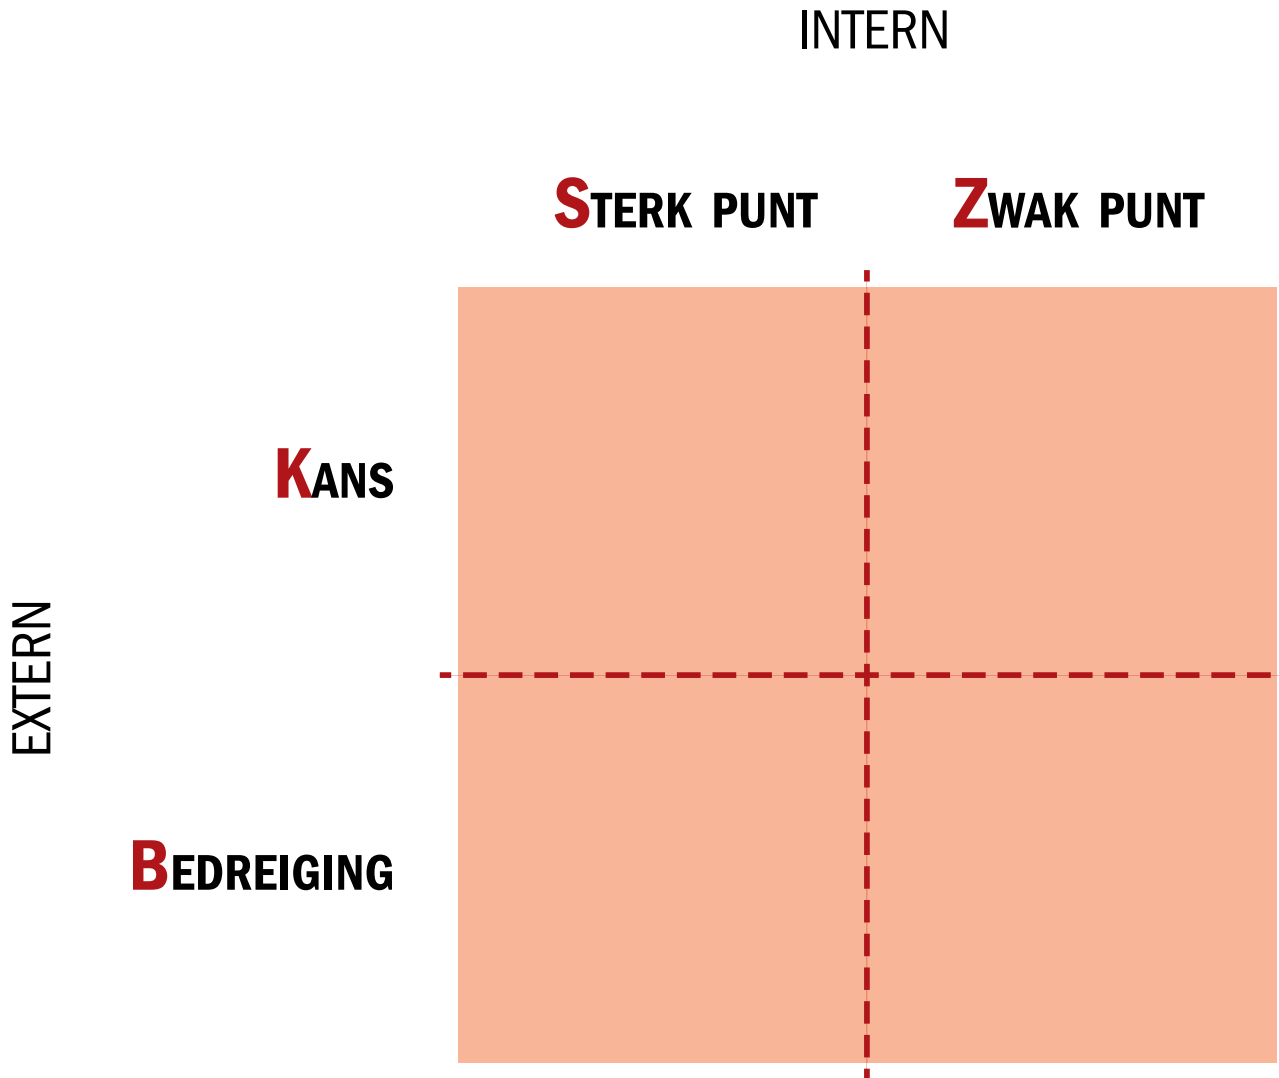 INTERN
STERK PUNT
ZWAK PUNT
KANS
EXTERN
BEDREIGING